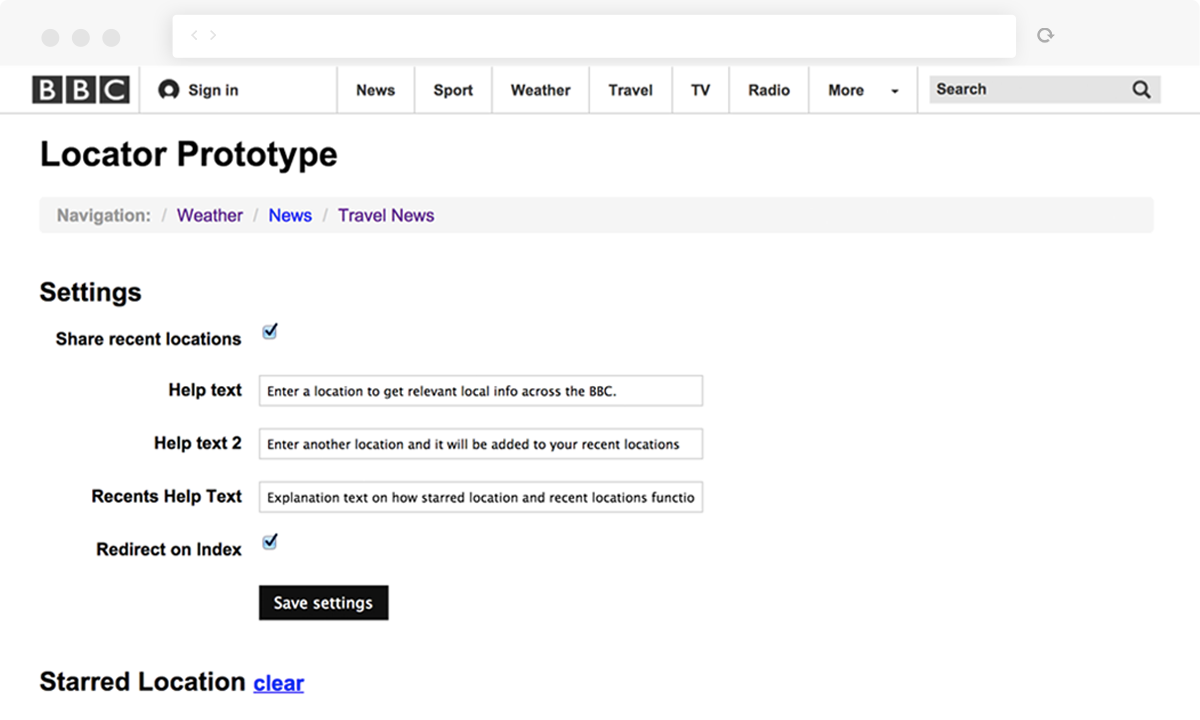 BBC Sign in News Sport Weather Travel TV Radio More Search
Locator Prototype
Navigation: / Weather / News / Travel News
Settings
Share recent locations
Help text Enter a location to get relevant local info across the BBC.
Help text 2 Enter another location and it will be added to your recent locations
Recents Help Text Explanation text on how starred location and recent locations functio
Redirect on Index
Save settings
Starred Location clear